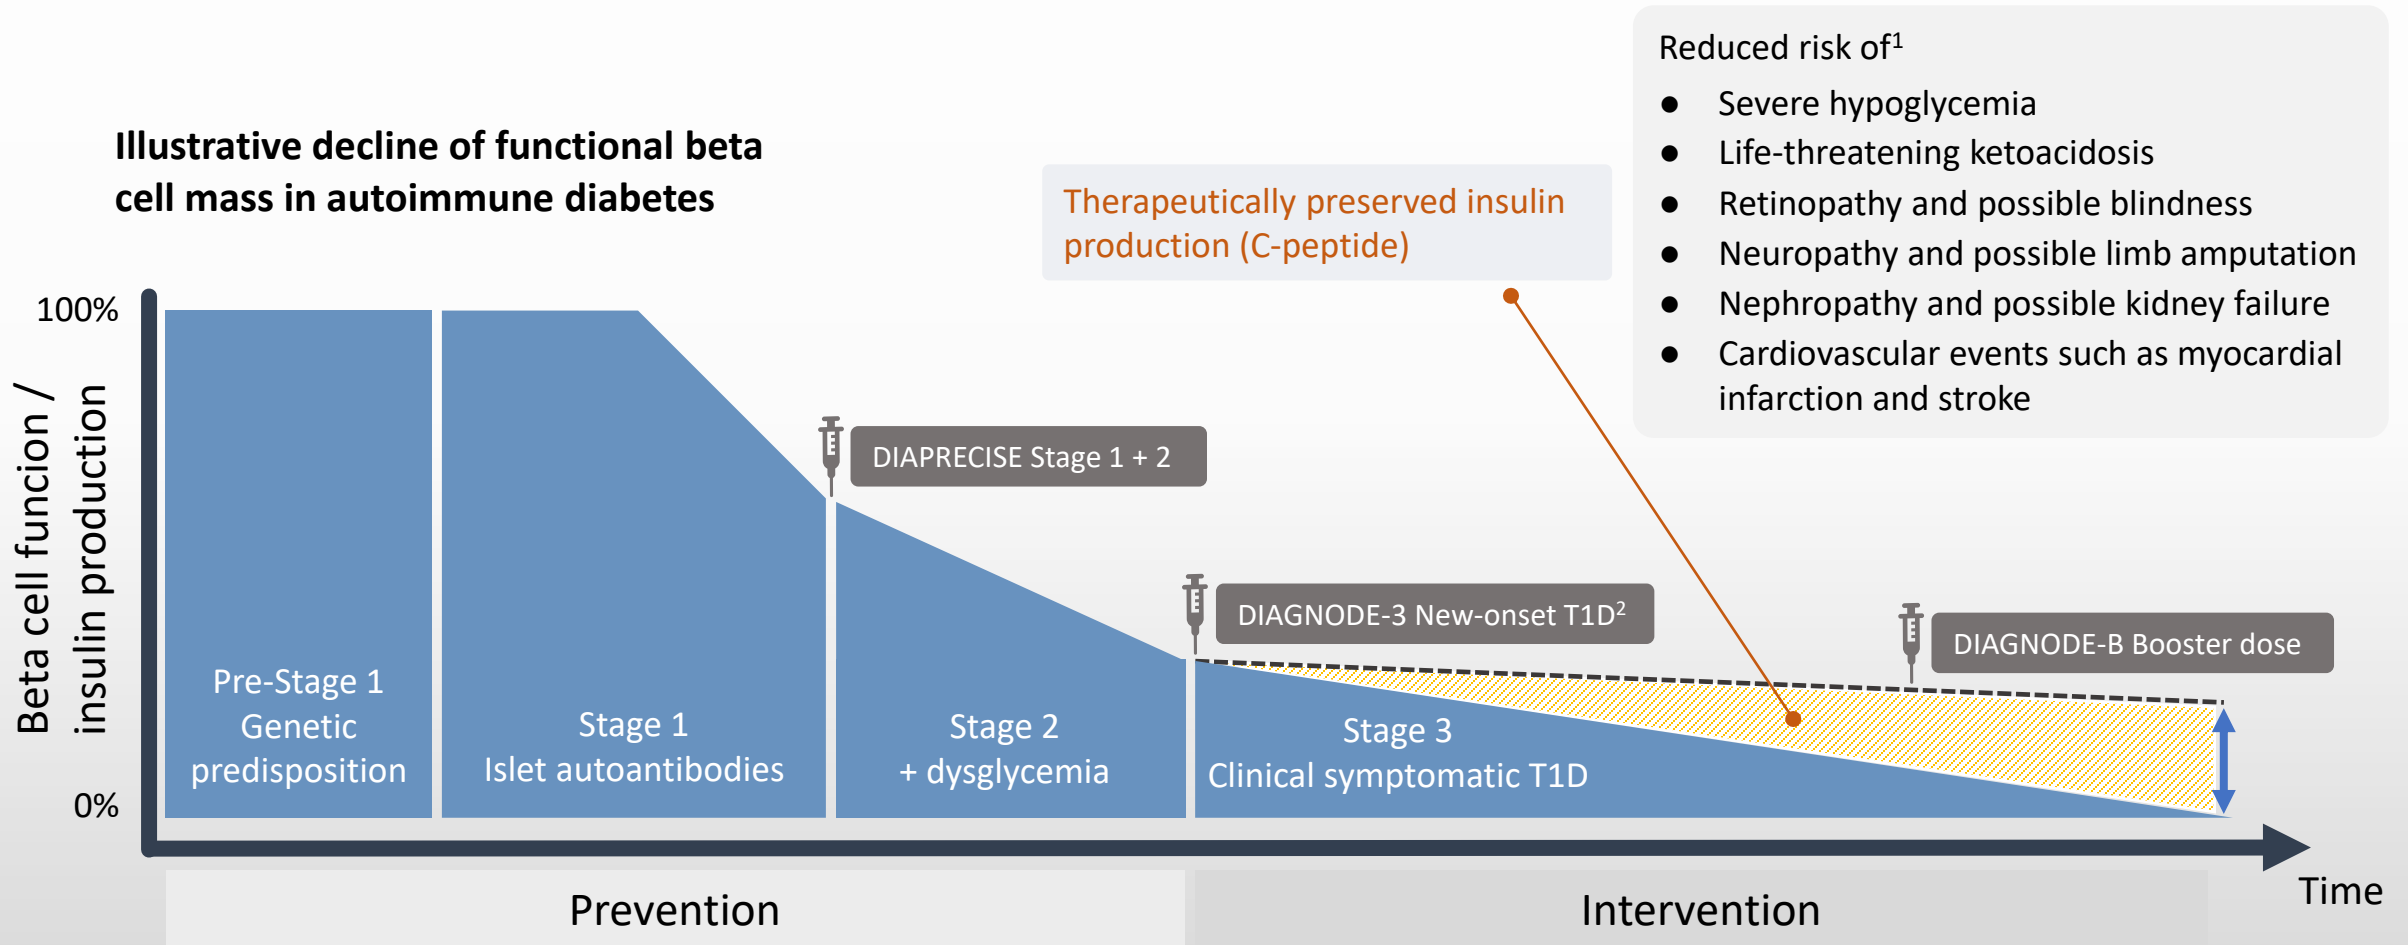 Illustrative decline of functional beta
cell mass in autoimmune diabetes
Therapeutically preserved insulin
production (C-peptide)
Reduced risk of1
● Severe hypoglycemia
● Life-threatening ketoacidosis
● Retinopathy and possible blindness
● Neuropathy and possible limb amputation
● Nephropathy and possible kidney failure
● Cardiovascular events such as myocardial
infarction and stroke
Beta cell funcion /
insulin production
100%
0%
DIAPRECISE Stage 1 + 2
DIAGNODE-3 New-onset T1D2
DIAGNODE-B Booster dose
Pre-Stage 1
Genetic
predisposition
Stage 1
Islet autoantibodies
Stage 2
+ dysglycemia
Stage 3
Clinical symptomatic T1D
Time
Prevention
Intervention